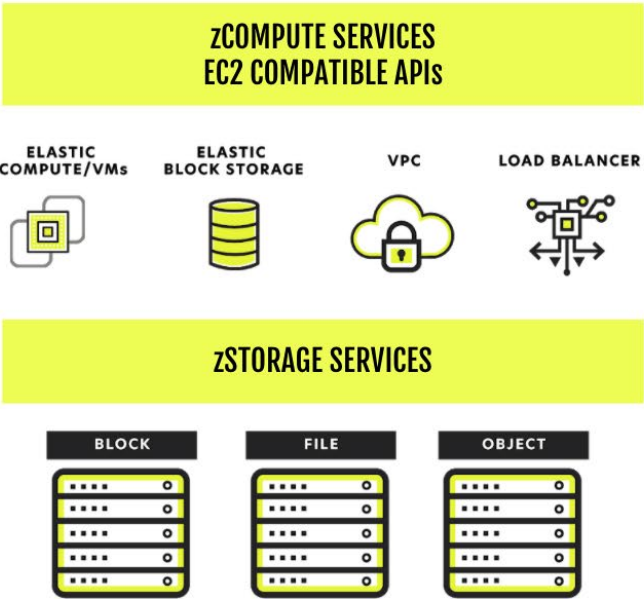 zCOMPUTE SERVICES
EC2 COMPATIBLE APIs
ELASTIC
COMPUTE/VMs
ELASTIC
BLOCK STORAGE
VPC
LOAD BALANCER
zSTORAGE SERVICES
BLOCK
FILE
OBJECT